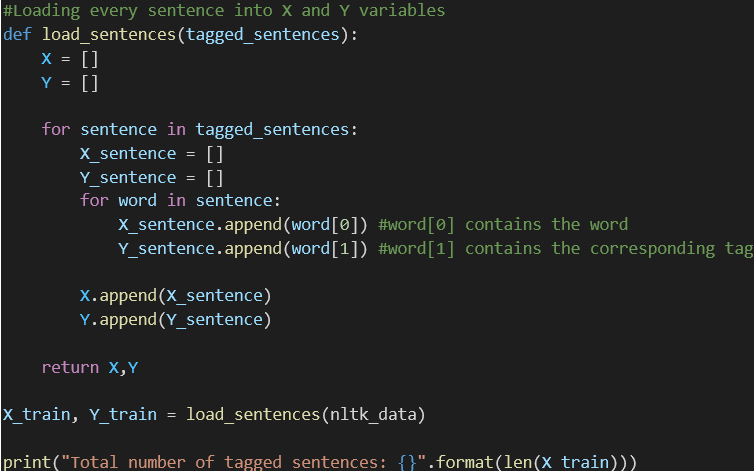 #Loading every sentence into X and Y variables
def load_sentences(tagged_sentences):
    X = []
    Y = []

    for sentence in tagged_sentences:
        X_sentence = []
        Y_sentence = []
        for word in sentence:
            X_sentence.append(word[0]) #word[0] contains the word
            Y_sentence.append(word[1]) #word[1] contains the corresponding tag

        X.append(X_sentence)
        Y.append(Y_sentence)

    return X,Y

X_train, Y_train = load_sentences(nltk_data)

print("Total number of tagged sentences: {}".format(len(X_train)))